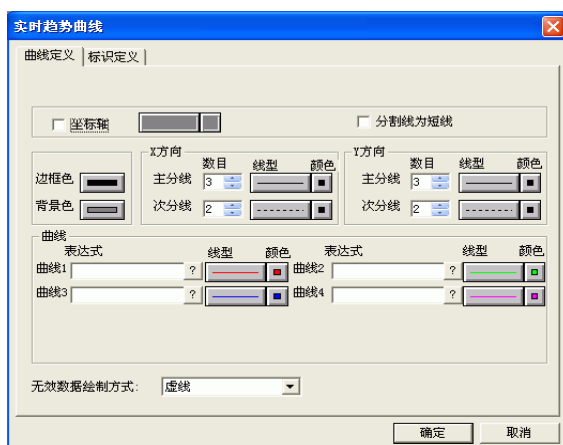 实时趋势曲线
曲线定义 标识定义
坐标轴 分割线为短线
X方向 Y方向
数目 线型 颜色 数目 线型 颜色
边框色 主分线 3 主分线 3
背景色 次分线 2 次分线 2
曲线
表达式 线型 颜色 表达式 线型 颜色
曲线1 ? 曲线2 ?
曲线3 ? 曲线4 ?
无效数据绘制方式: 虚线
确定 取消